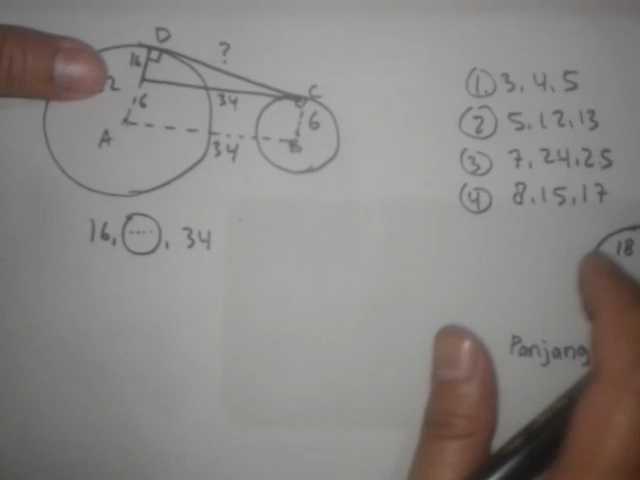 D
?
16
C
16
34
6
A
34
B
16, ...., 34
① 3, 4, 5
② 5, 12, 13
③ 7, 24, 25
④ 8, 15, 17
18
Panjang